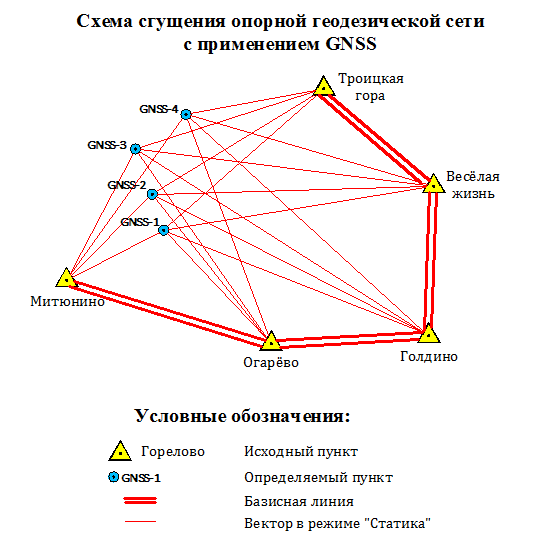 Схема сгущения опорной геодезической сети
с применением GNSS
Троицкая
гора
GNSS-4
GNSS-3
Весёлая
жизнь
GNSS-2
GNSS-1
Митюнино
Огарёво
Голдино
Условные обозначения:
Горелово Исходный пункт
GNSS-1 Определяемый пункт
Базисная линия
Вектор в режиме "Статика"